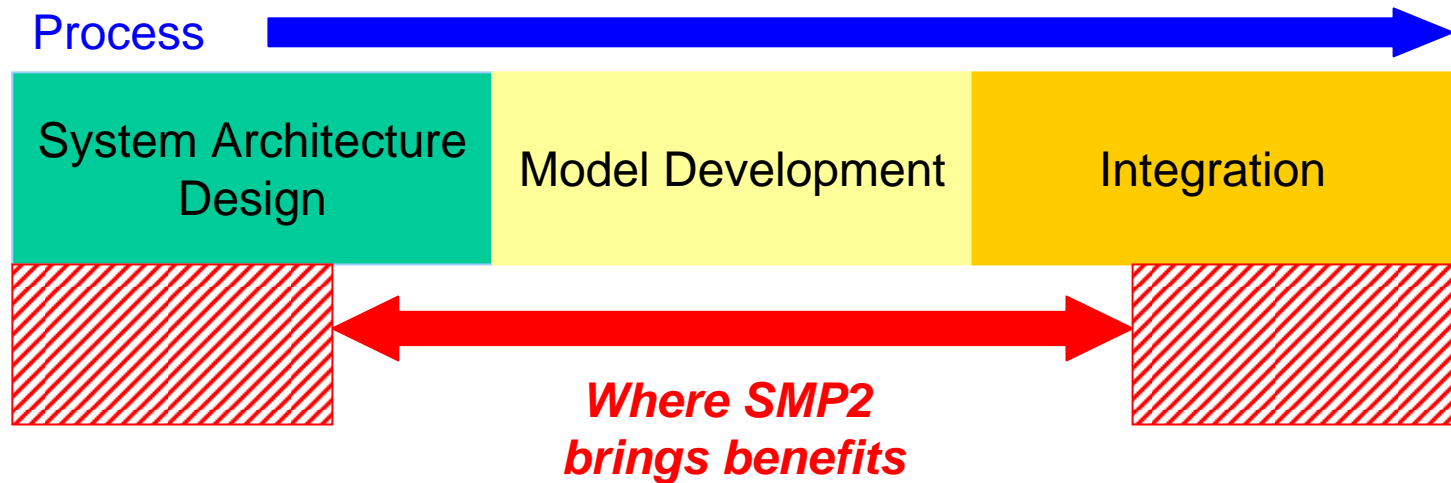 Process
System Architecture
Design
Model Development
Integration
Where SMP2
brings benefits